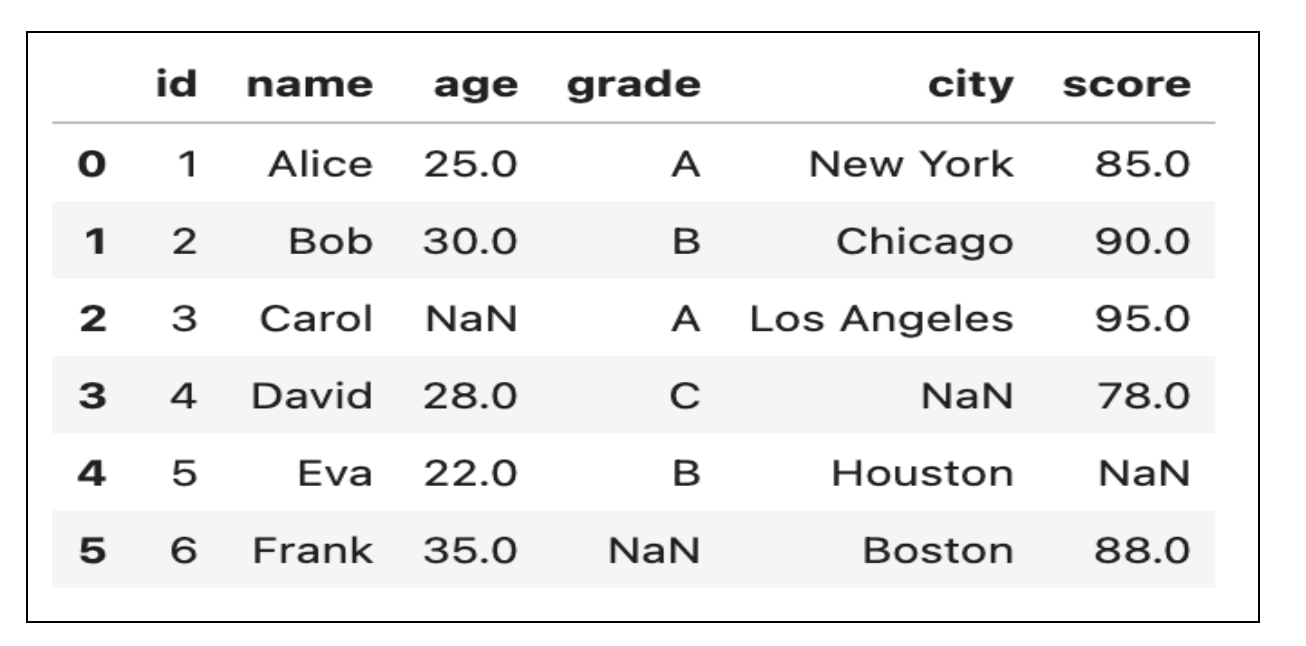 id name age grade city score
0 1 Alice 25.0 A New York 85.0
1 2 Bob 30.0 B Chicago 90.0
2 3 Carol NaN A Los Angeles 95.0
3 4 David 28.0 C NaN 78.0
4 5 Eva 22.0 B Houston NaN
5 6 Frank 35.0 NaN Boston 88.0